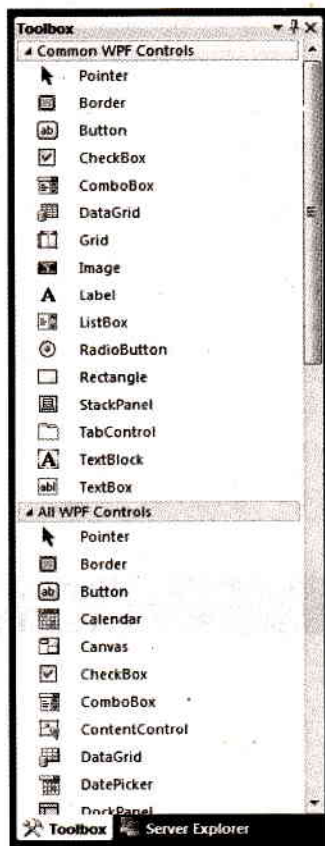 Toolbox
Common WPF Controls
Pointer
Border
Button
CheckBox
ComboBox
DataGrid
Grid
Image
Label
ListBox
RadioButton
Rectangle
StackPanel
TabControl
TextBlock
TextBox
All WPF Controls
Pointer
Border
Button
Calendar
Canvas
CheckBox
ComboBox
ContentControl
DataGrid
DatePicker
DockPanel
Toolbox Server Explorer